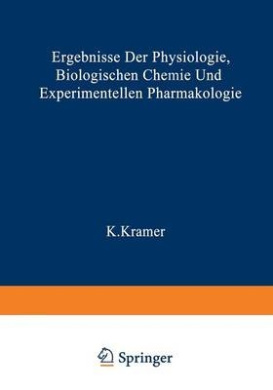 Ergebnisse Der Physiologie,
Biologischen Chemie Und
Experimentellen Pharmakologie
K.Kramer
Springer